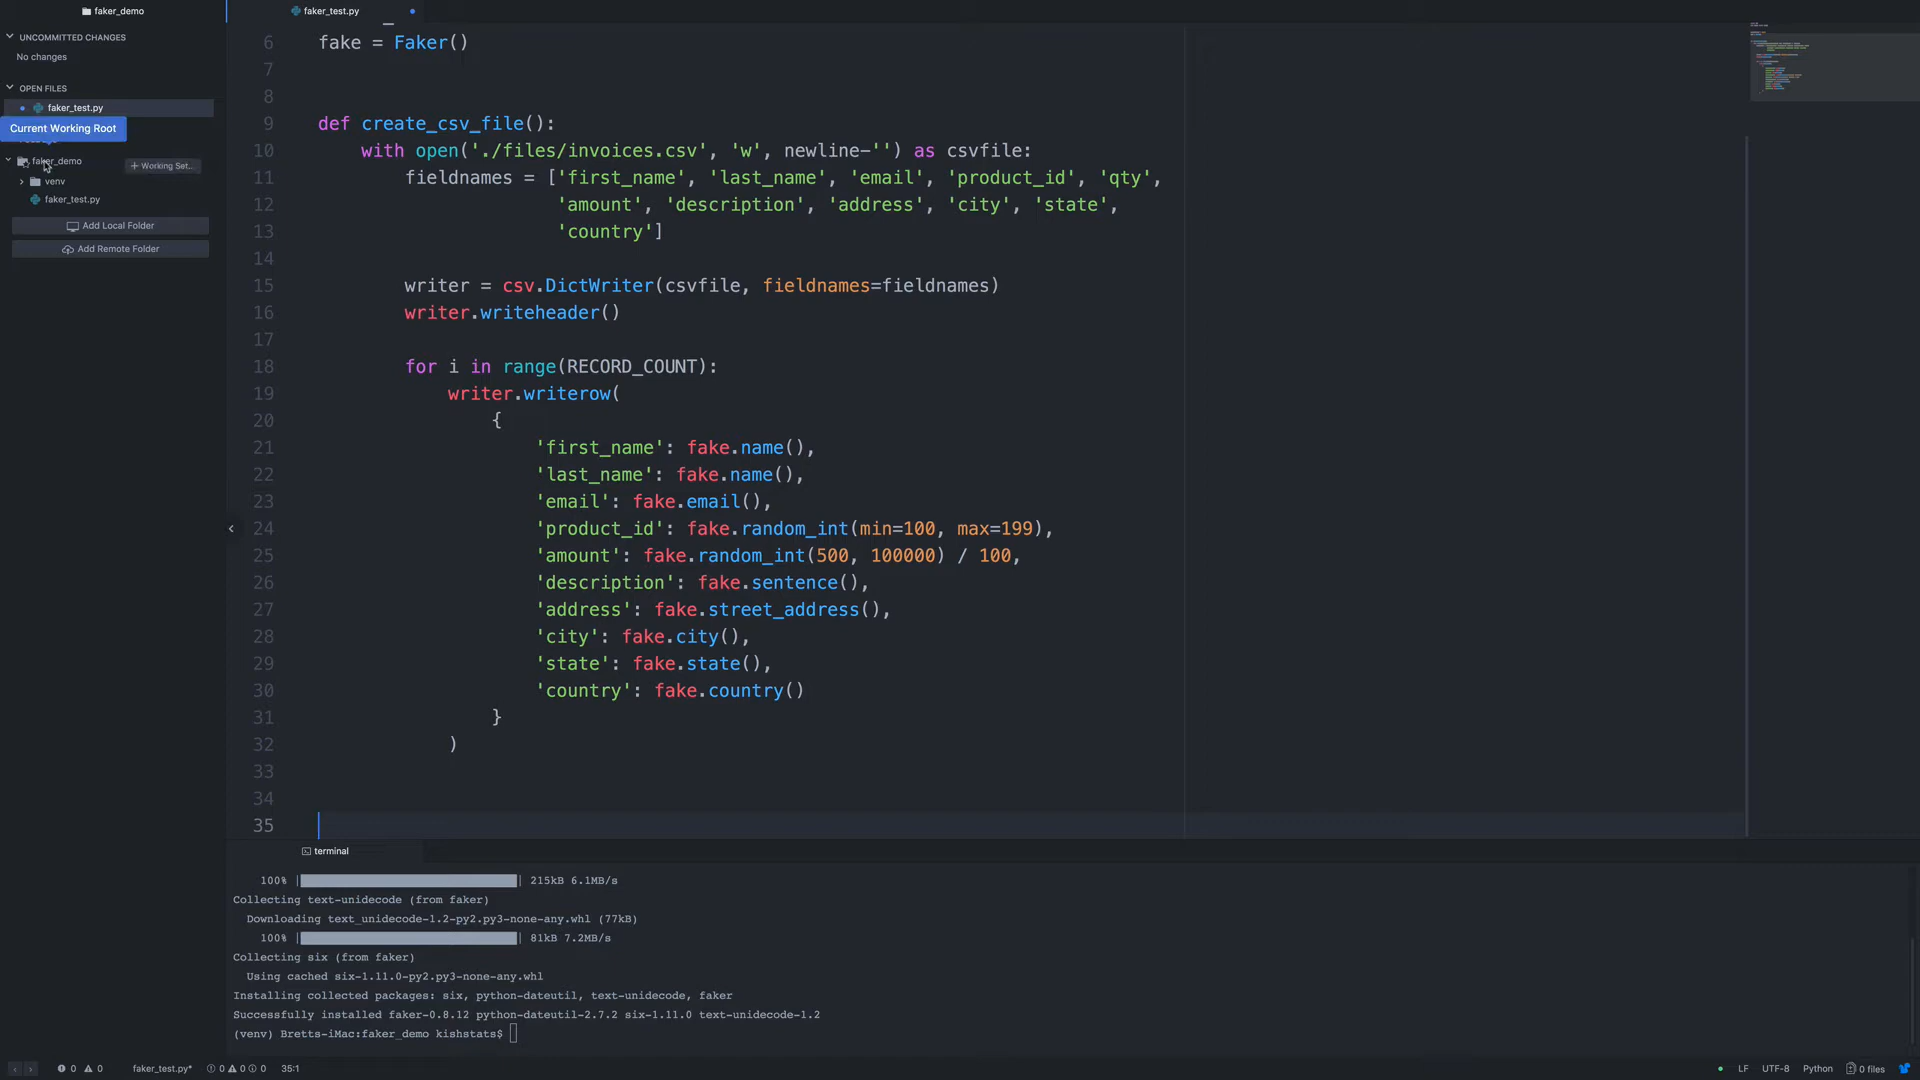 faker_demo
UNCOMMITTED CHANGES
No changes
OPEN FILES
faker_test.py
Current Working Root
faker_demo
+ Working Set...
venv
faker_test.py
Add Local Folder
Add Remote Folder
faker_test.py
6 fake = Faker()
7
8
9 def create_csv_file():
10 with open('./files/invoices.csv', 'w', newline-'') as csvfile:
11 fieldnames = ['first_name', 'last_name', 'email', 'product_id', 'qty',
12 'amount', 'description', 'address', 'city', 'state',
13 'country']
14
15 writer = csv.DictWriter(csvfile, fieldnames=fieldnames)
16 writer.writeheader()
17
18 for i in range(RECORD_COUNT):
19 writer.writerow(
20 {
21 'first_name': fake.name(),
22 'last_name': fake.name(),
23 'email': fake.email(),
24 'product_id': fake.random_int(min=100, max=199),
25 'amount': fake.random_int(500, 100000) / 100,
26 'description': fake.sentence(),
27 'address': fake.street_address(),
28 'city': fake.city(),
29 'state': fake.state(),
30 'country': fake.country()
31 }
32 )
33
34
35
terminal
100% | | 215kB 6.1MB/s
Collecting text-unidecode (from faker)
Downloading text_unidecode-1.2-py2.py3-none-any.whl (77kB)
100% | | 81kB 7.2MB/s
Collecting six (from faker)
Using cached six-1.11.0-py2.py3-none-any.whl
Installing collected packages: six, python-dateutil, text-unidecode, faker
Successfully installed faker-0.8.12 python-dateutil-2.7.2 six-1.11.0 text-unidecode-1.2
(venv) Bretts-iMac:faker_demo kishstats$
0 0 faker_test.py* 0 0 0 35:1 LF UTF-8 Python 0 files